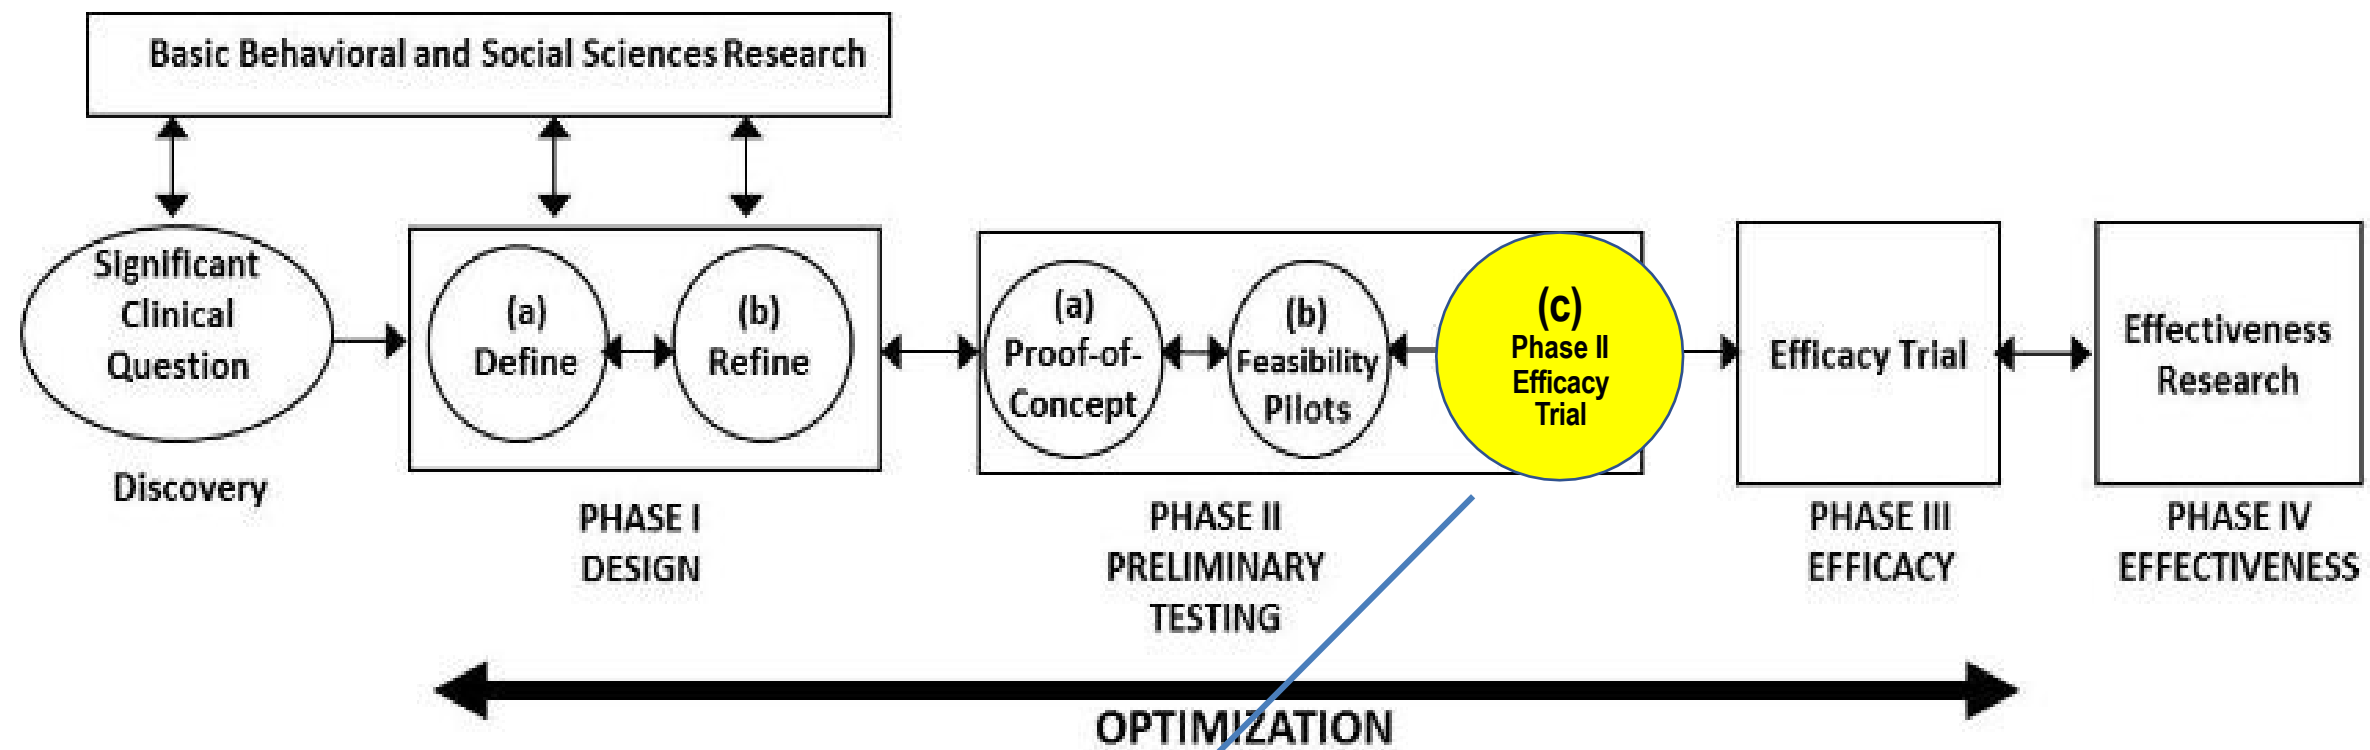 Basic Behavioral and Social Sciences Research
Significant
Clinical
Question
Discovery
(a)
Define
(b)
Refine
PHASE I
DESIGN
(a)
Proof-of-
Concept
(b)
Feasibility
Pilots
(c)
Phase II
Efficacy
Trial
PHASE II
PRELIMINARY
TESTING
Efficacy Trial
PHASE III
EFFICACY
Effectiveness
Research
PHASE IV
EFFECTIVENESS
OPTIMIZATION